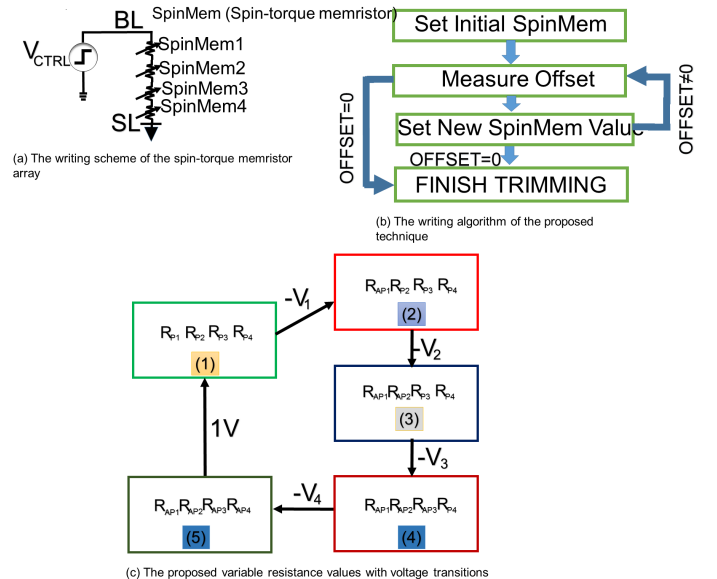 SpinMem (Spin-torque memristor)
BL
VCTRL
SpinMem1
SpinMem2
SpinMem3
SpinMem4
SL
(a) The writing scheme of the spin-torque memristor
array
Set Initial SpinMem
Measure Offset
Set New SpinMem Value
OFFSET=0
OFFSET≠0
OFFSET=0
FINISH TRIMMING
(b) The writing algorithm of the proposed
technique
RP1 RP2 RP3 RP4
(1)
-V1
RAP1RP2 RP3 RP4
(2)
-V2
RAP1RAP2RP3 RP4
(3)
-V3
RAP1RAP2RAP3RP4
(4)
-V4
RAP1RAP2RAP3RAP4
(5)
1V
(c) The proposed variable resistance values with voltage transitions